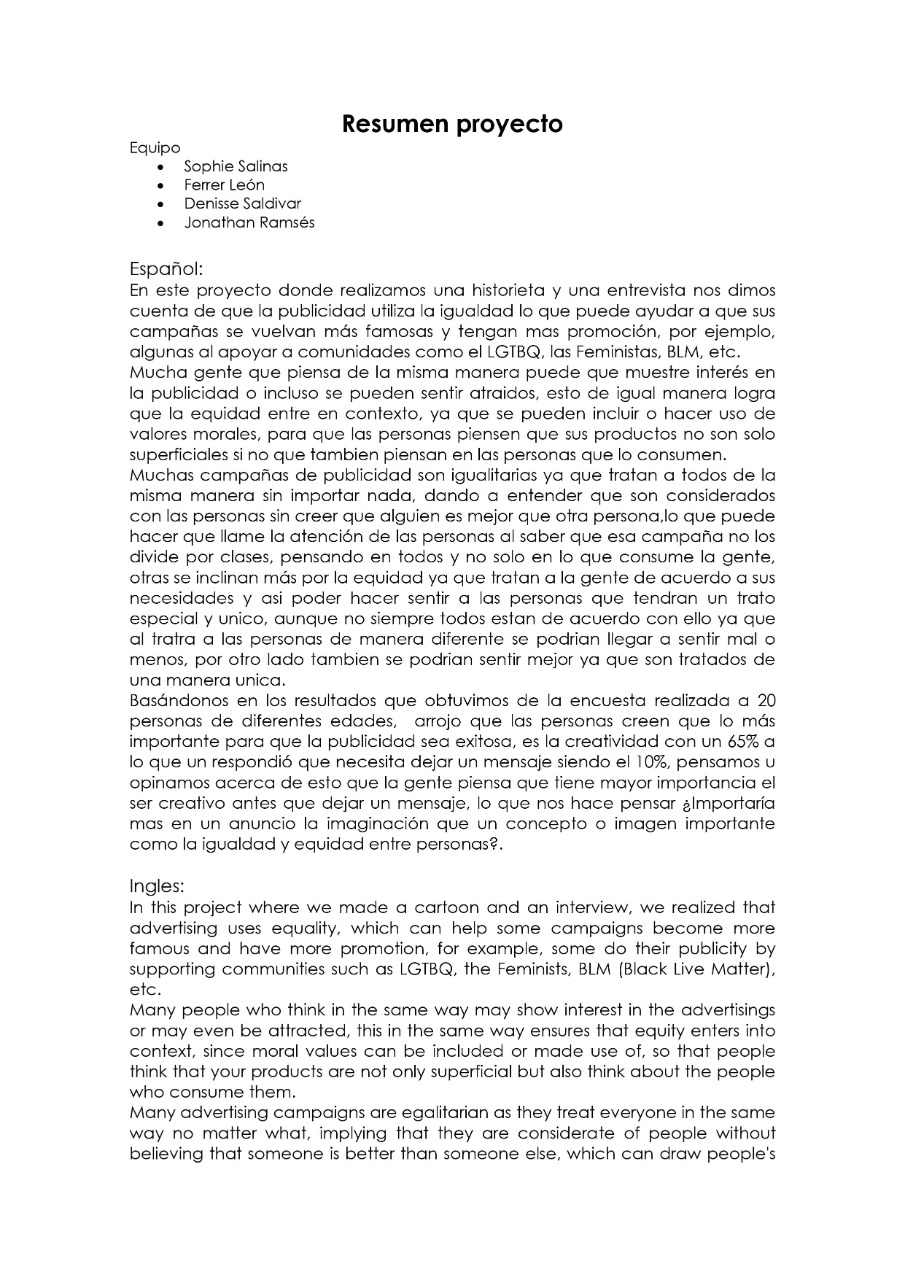 Resumen proyecto
Equipo
• Sophie Salinas
• Ferrer León
• Denisse Saldivar
• Jonathan Ramsés
Español:
En este proyecto donde realizamos una historieta y una entrevista nos dimos
cuenta de que la publicidad utiliza la igualdad lo que puede ayudar a que sus
campañas se vuelvan más famosas y tengan mas promoción, por ejemplo,
algunas al apoyar a comunidades como el LGTBQ, las Feministas, BLM, etc.
Mucha gente que piensa de la misma manera puede que muestre interés en
la publicidad o incluso se pueden sentir atraidos, esto de igual manera logra
que la equidad entre en contexto, ya que se pueden incluir o hacer uso de
valores morales, para que las personas piensen que sus productos no son solo
superficiales si no que tambien piensan en las personas que lo consumen.
Muchas campañas de publicidad son igualitarias ya que tratan a todos de la
misma manera sin importar nada, dando a entender que son considerados
con las personas sin creer que alguien es mejor que otra persona,lo que puede
hacer que llame la atención de las personas al saber que esa campaña no los
divide por clases, pensando en todos y no solo en lo que consume la gente,
otras se inclinan más por la equidad ya que tratan a la gente de acuerdo a sus
necesidades y asi poder hacer sentir a las personas que tendran un trato
especial y unico, aunque no siempre todos estan de acuerdo con ello ya que
al tratra a las personas de manera diferente se podrian llegar a sentir mal o
menos, por otro lado tambien se podrian sentir mejor ya que son tratados de
una manera unica.
Basándonos en los resultados que obtuvimos de la encuesta realizada a 20
personas de diferentes edades,  arrojo que las personas creen que lo más
importante para que la publicidad sea exitosa, es la creatividad con un 65% a
lo que un respondió que necesita dejar un mensaje siendo el 10%, pensamos u
opinamos acerca de esto que la gente piensa que tiene mayor importancia el
ser creativo antes que dejar un mensaje, lo que nos hace pensar ¿Importaría
mas en un anuncio la imaginación que un concepto o imagen importante
como la igualdad y equidad entre personas?.
Ingles:
In this project where we made a cartoon and an interview, we realized that
advertising uses equality, which can help some campaigns become more
famous and have more promotion, for example, some do their publicity by
supporting communities such as LGTBQ, the Feminists, BLM (Black Live Matter),
etc.
Many people who think in the same way may show interest in the advertisings
or may even be attracted, this in the same way ensures that equity enters into
context, since moral values can be included or made use of, so that people
think that your products are not only superficial but also think about the people
who consume them.
Many advertising campaigns are egalitarian as they treat everyone in the same
way no matter what, implying that they are considerate of people without
believing that someone is better than someone else, which can draw people's